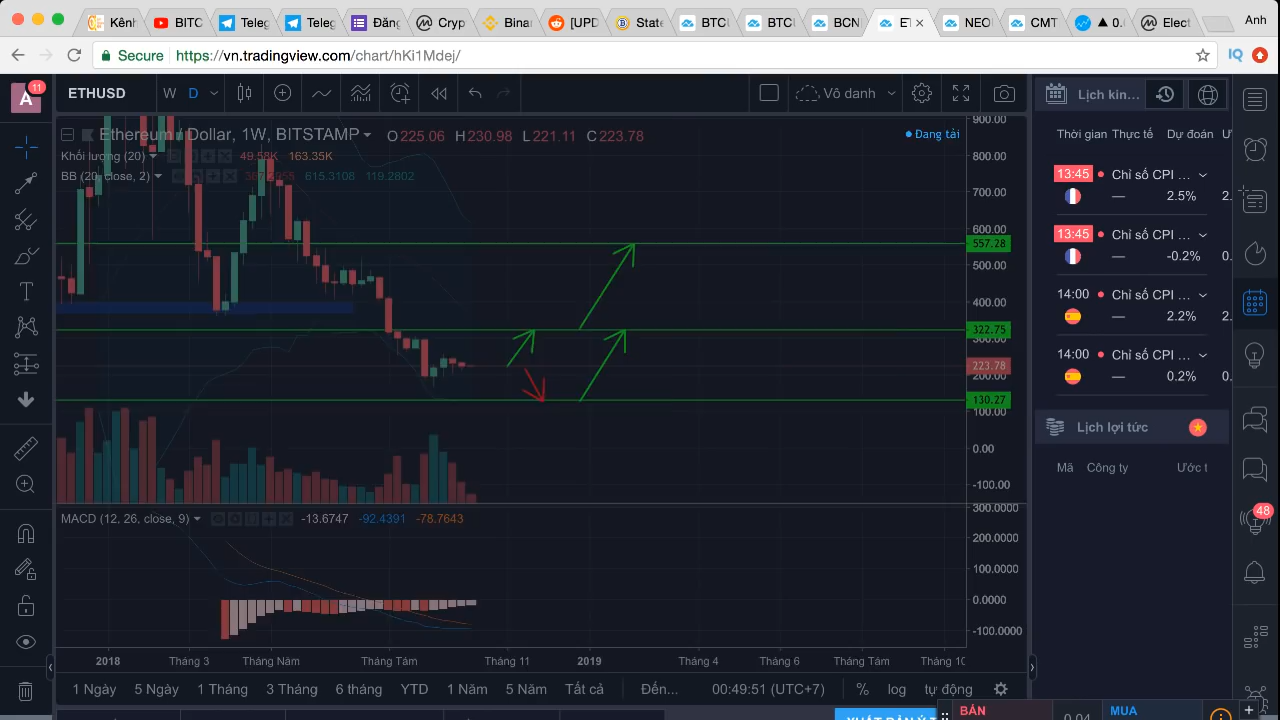 Kênh
BITC
Teleg
Teleg
Đăng
Cryp
Binar
[UPD
State
BTCU
BTCU
BCN
ET
NEO
CMT
▲ 0.
Elect
Anh
Secure https://vn.tradingview.com/chart/hKi1Mdej/
IQ
A 11
ETHUSD W D
Vô danh
Lịch kin...
Ethereum / Dollar, 1W, BITSTAMP O 225.06 H 230.98 L 221.11 C 223.78
Đang tải
Khối lượng (20) 49.58K 163.35K
BB (20, close, 2) 615.3108 119.2802
900.00
800.00
700.00
600.00
557.28
500.00
400.00
322.75
300.00
223.78
200.00
130.27
100.00
0.00
-100.00
Thời gian Thực tế Dự đoán
13:45 Chỉ số CPI ...
— 2.5% 2.
13:45 Chỉ số CPI ...
— -0.2% 0.
14:00 Chỉ số CPI ...
— 2.2% 2.
14:00 Chỉ số CPI ...
— 0.2% 0.
Lịch lợi tức
Mã Công ty Ước t
48
MACD (12, 26, close, 9) -13.6747 -92.4391 -78.7643
300.0000
200.0000
100.0000
0.0000
-100.0000
2018 Tháng 3 Tháng Năm Tháng Tám Tháng 11 2019 Tháng 4 Tháng 6 Tháng Tám Tháng 10
1 Ngày 5 Ngày 1 Tháng 3 Tháng 6 tháng YTD 1 Năm 5 Năm Tất cả Đến... 00:49:51 (UTC+7) % log tự động
BÁN 0.04 MUA